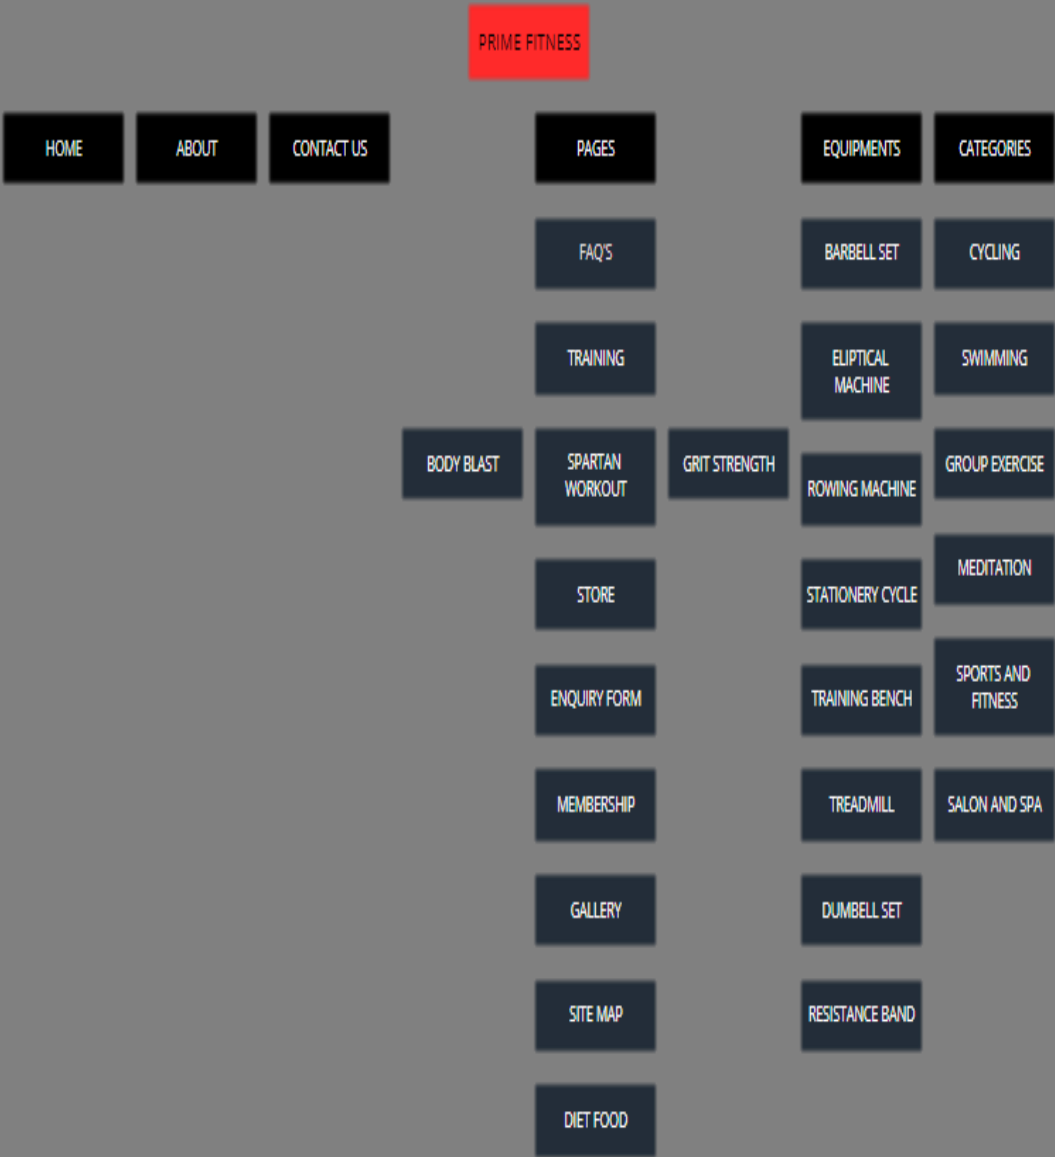 PRIME FITNESS
HOME
ABOUT
CONTACT US
PAGES
EQUIPMENTS
CATEGORIES
FAQ'S
BARBELL SET
CYCLING
TRAINING
ELIPTICAL
MACHINE
SWIMMING
BODY BLAST
SPARTAN
WORKOUT
GRIT STRENGTH
ROWING MACHINE
GROUP EXERCISE
STORE
STATIONERY CYCLE
MEDITATION
ENQUIRY FORM
TRAINING BENCH
SPORTS AND
FITNESS
MEMBERSHIP
TREADMILL
SALON AND SPA
GALLERY
DUMBELL SET
SITE MAP
RESISTANCE BAND
DIET FOOD